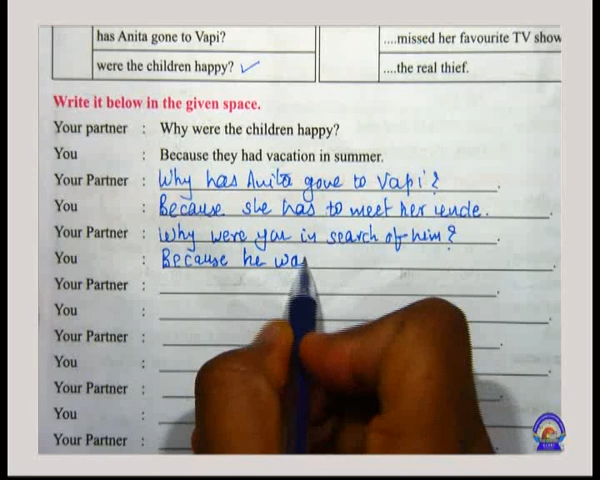 has Anita gone to Vapi?
....missed her favourite TV show
were the children happy? ✓
....the real thief.
Write it below in the given space.
Your partner : Why were the children happy?
You : Because they had vacation in summer.
Your Partner : Why has Anita gone to Vapi?
You : Because she has to meet her uncle.
Your Partner : Why were you in search of him?
You : Because he wa
Your Partner :
You :
Your Partner :
You :
Your Partner :
You :
Your Partner :